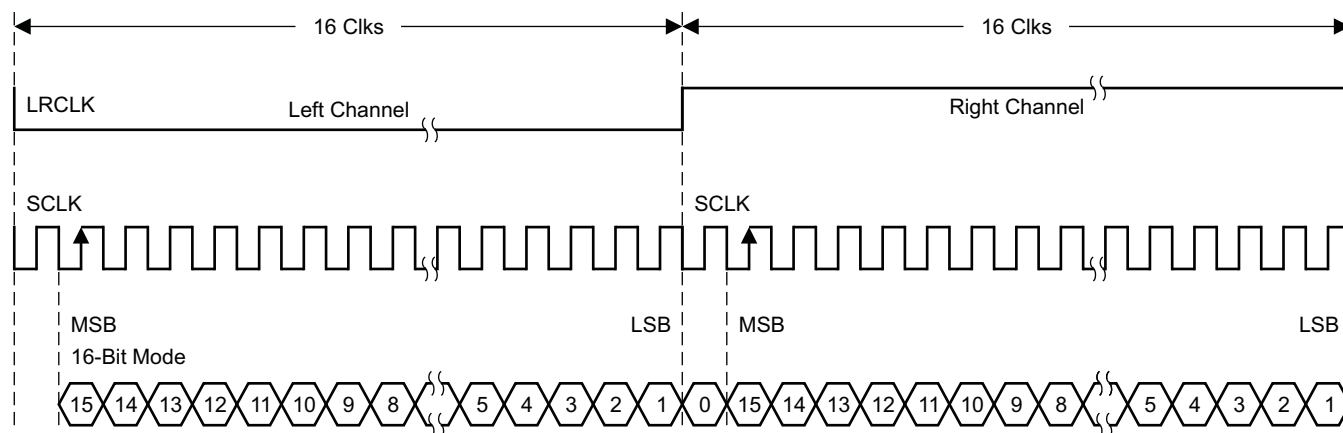 16 Clks 16 Clks
LRCLK Left Channel Right Channel
SCLK SCLK
MSB LSB MSB LSB
16-Bit Mode
15 14 13 12 11 10 9 8 5 4 3 2 1 0 15 14 13 12 11 10 9 8 5 4 3 2 1